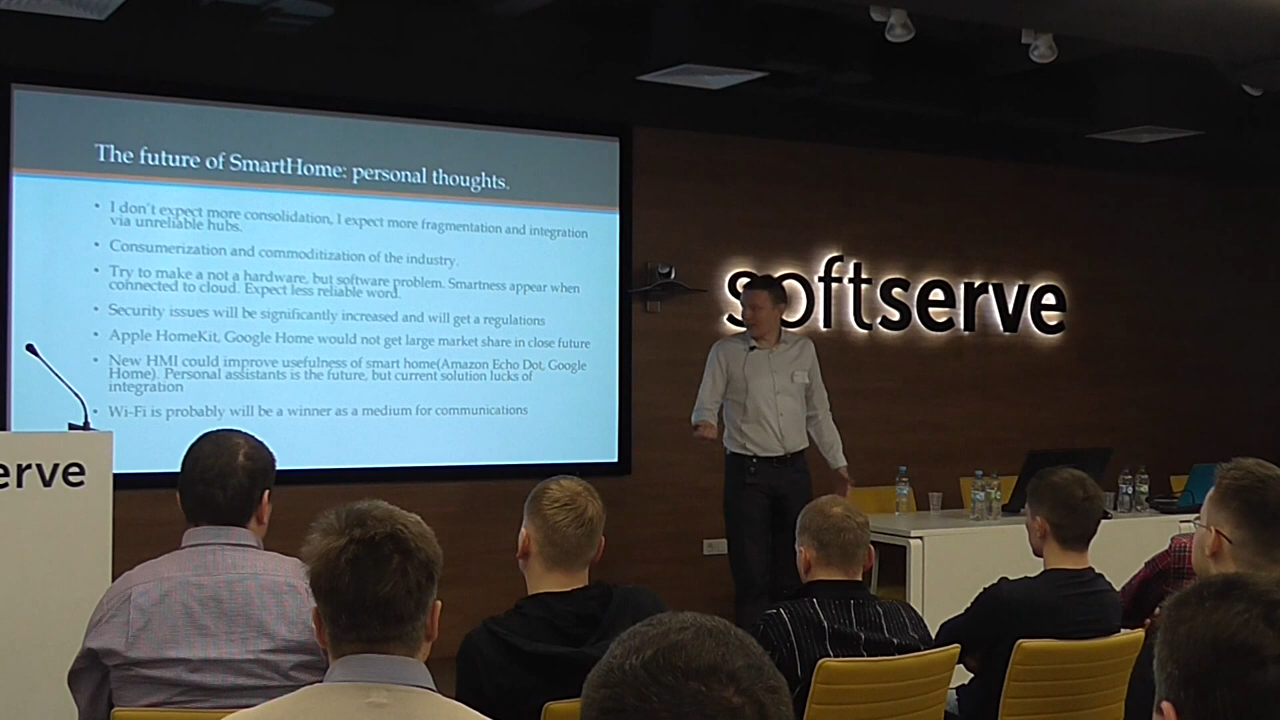 The future of SmartHome: personal thoughts.
• I don't expect more consolidation, I expect more fragmentation and integration
via unreliable hubs.
• Consumerization and commoditization of the industry.
• Try to make a not a hardware, but software problem. Smartness appear when
connected to cloud. Expect less reliable word.
• Security issues will be significantly increased and will get a regulations
• Apple HomeKit, Google Home would not get large market share in close future
• New HMI could improve usefulness of smart home(Amazon Echo Dot, Google
Home). Personal assistants is the future, but current solution lucks of
integration
• Wi-Fi is probably will be a winner as a medium for communications
softserve
erve